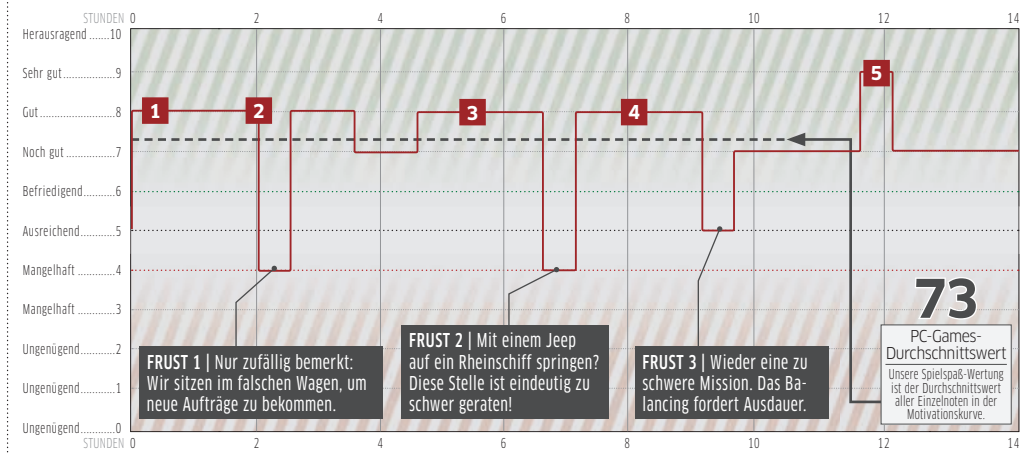 STUNDEN 0 2 4 6 8 10 12 14
Herausragend ......10
Sehr gut..............9
Gut.....................8
Noch gut .............7
Befriedigend...........6
Ausreichend...........5
Mangelhaft ..........4
Mangelhaft ..........3
Ungenügend..........2
Ungenügend..........1
Ungenügend..........0
1
2
3
4
5
FRUST 1 | Nur zufällig bemerkt:
Wir sitzen im falschen Wagen, um
neue Aufträge zu bekommen.
FRUST 2 | Mit einem Jeep
auf ein Rheinschiff springen?
Diese Stelle ist eindeutig zu
schwer geraten!
FRUST 3 | Wieder eine zu
schwere Mission. Das Ba-
lancing fordert Ausdauer.
73
PC-Games-
Durchschnittswert
Unsere Spielspaß-Wertung
ist der Durchschnittswert
aller Einzelnoten in der
Motivationskurve.
STUNDEN 0 2 4 6 8 10 12 14